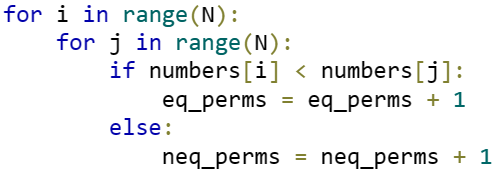 for i in range(N):
    for j in range(N):
        if numbers[i] < numbers[j]:
            eq_perms = eq_perms + 1
        else:
            neq_perms = neq_perms + 1